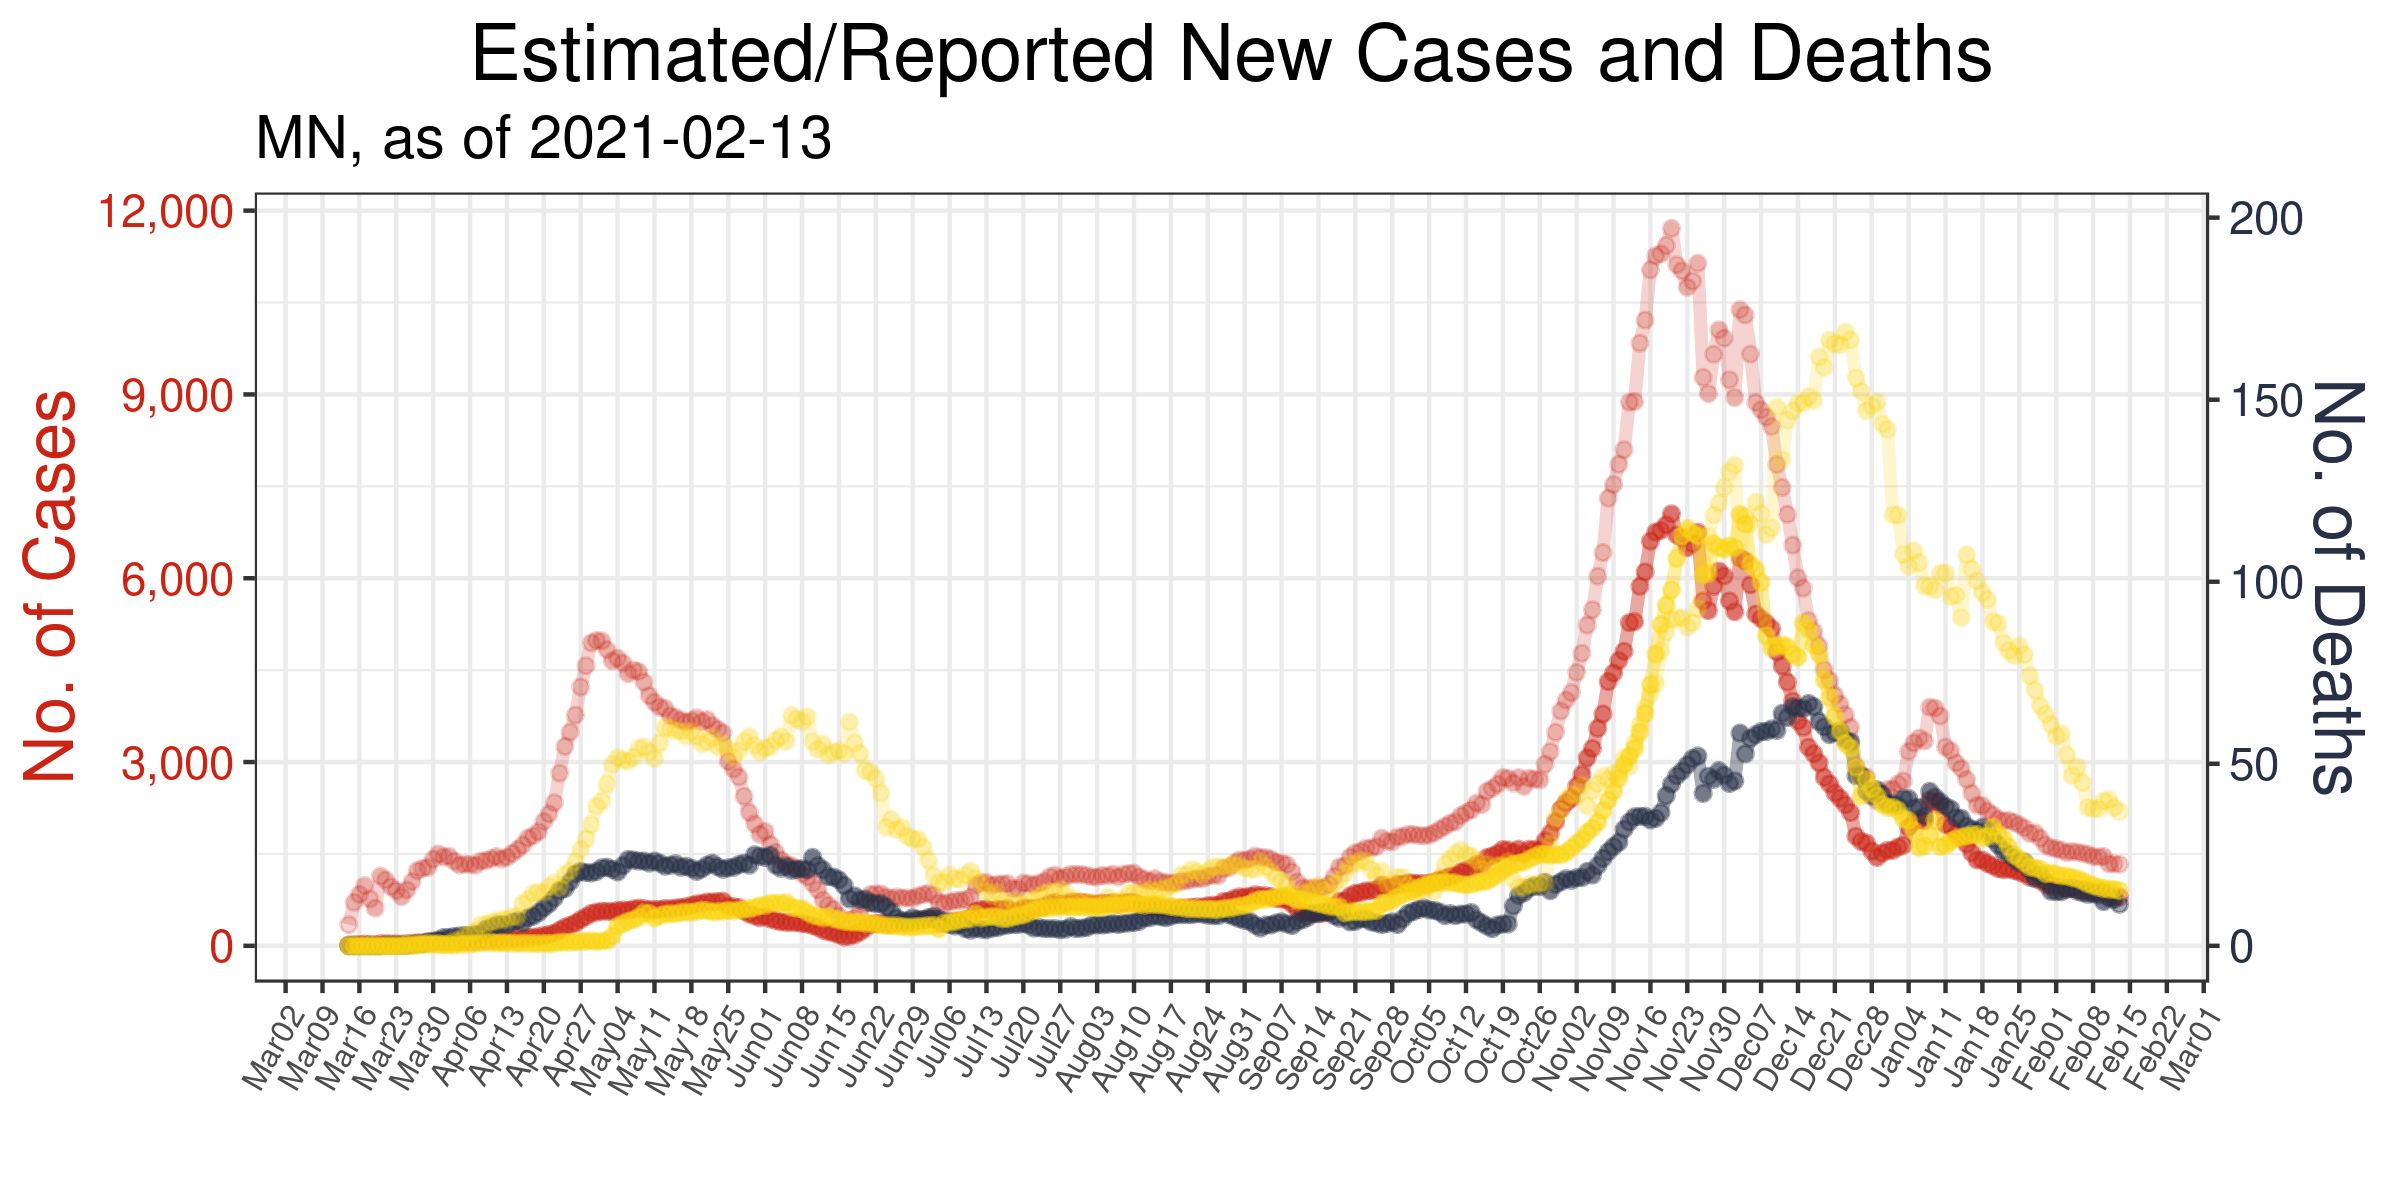 Estimated/Reported New Cases and Deaths
MN, as of 2021-02-13
No. of Cases
12,000
9,000
6,000
3,000
0
No. of Deaths
200
150
100
50
0
Mar02 Mar09 Mar16 Mar23 Mar30 Apr06 Apr13 Apr20 Apr27 May04 May11 May18 May25 Jun01 Jun08 Jun15 Jun22 Jun29 Jul06 Jul13 Jul20 Jul27 Aug03 Aug10 Aug17 Aug24 Aug31 Sep07 Sep14 Sep21 Sep28 Oct05 Oct12 Oct19 Oct26 Nov02 Nov09 Nov16 Nov23 Nov30 Dec07 Dec14 Dec21 Dec28 Jan04 Jan11 Jan18 Jan25 Feb01 Feb08 Feb15 Feb22 Mar01